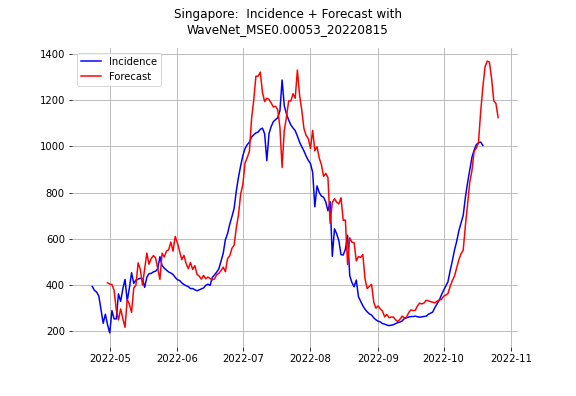 Singapore:  Incidence + Forecast with
WaveNet_MSE0.00053_20220815
Incidence
Forecast
1400
1200
1000
800
600
400
200
2022-05 2022-06 2022-07 2022-08 2022-09 2022-10 2022-11